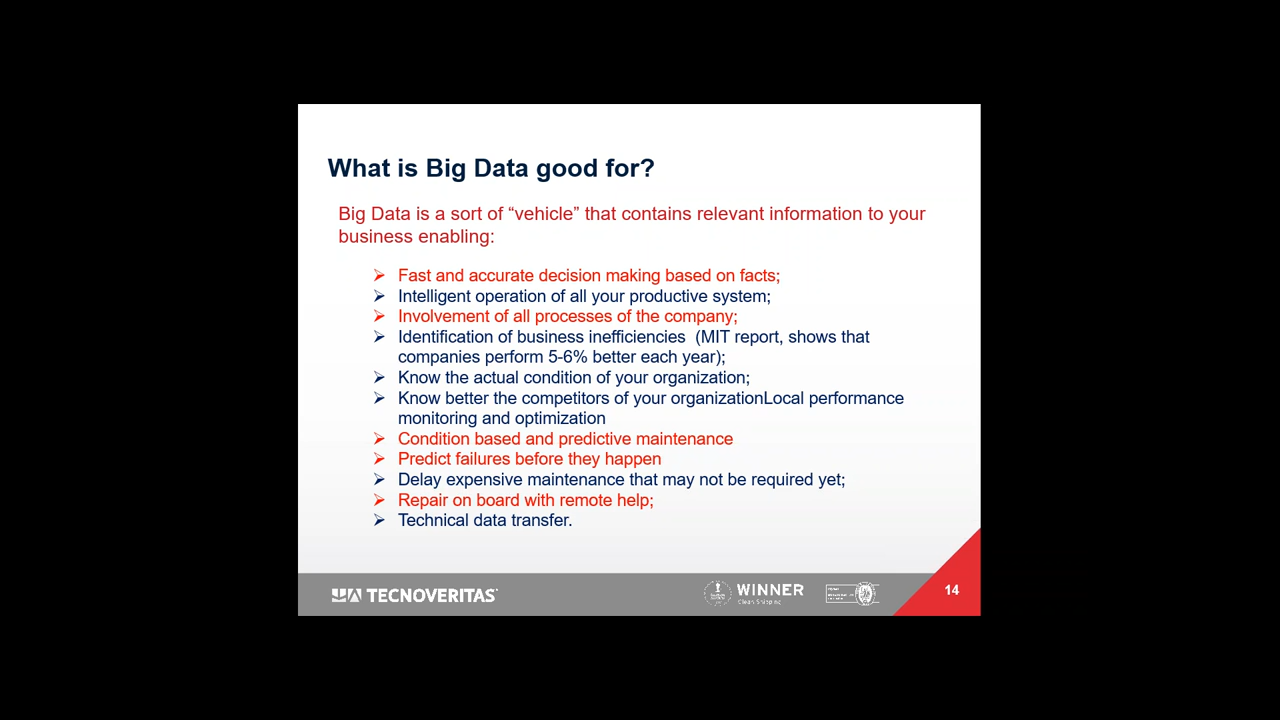 What is Big Data good for?
Big Data is a sort of “vehicle” that contains relevant information to your
business enabling:
➢ Fast and accurate decision making based on facts;
➢ Intelligent operation of all your productive system;
➢ Involvement of all processes of the company;
➢ Identification of business inefficiencies  (MIT report, shows that
companies perform 5-6% better each year);
➢ Know the actual condition of your organization;
➢ Know better the competitors of your organizationLocal performance
monitoring and optimization
➢ Condition based and predictive maintenance
➢ Predict failures before they happen
➢ Delay expensive maintenance that may not be required yet;
➢ Repair on board with remote help;
➢ Technical data transfer.
TECNOVERITAS
WINNER
Clean Shipping
14